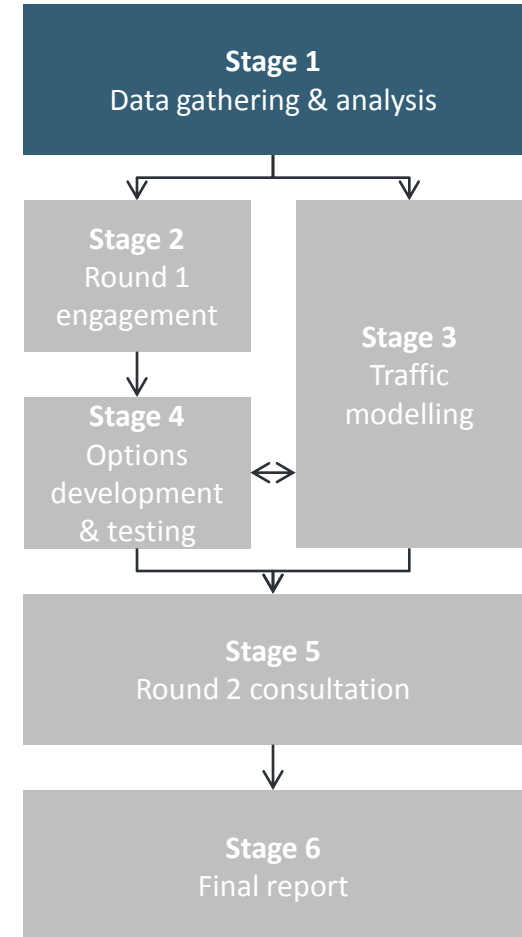 Stage 1
Data gathering & analysis
Stage 2
Round 1
engagement
Stage 3
Traffic
modelling
Stage 4
Options
development
& testing
Stage 5
Round 2 consultation
Stage 6
Final report